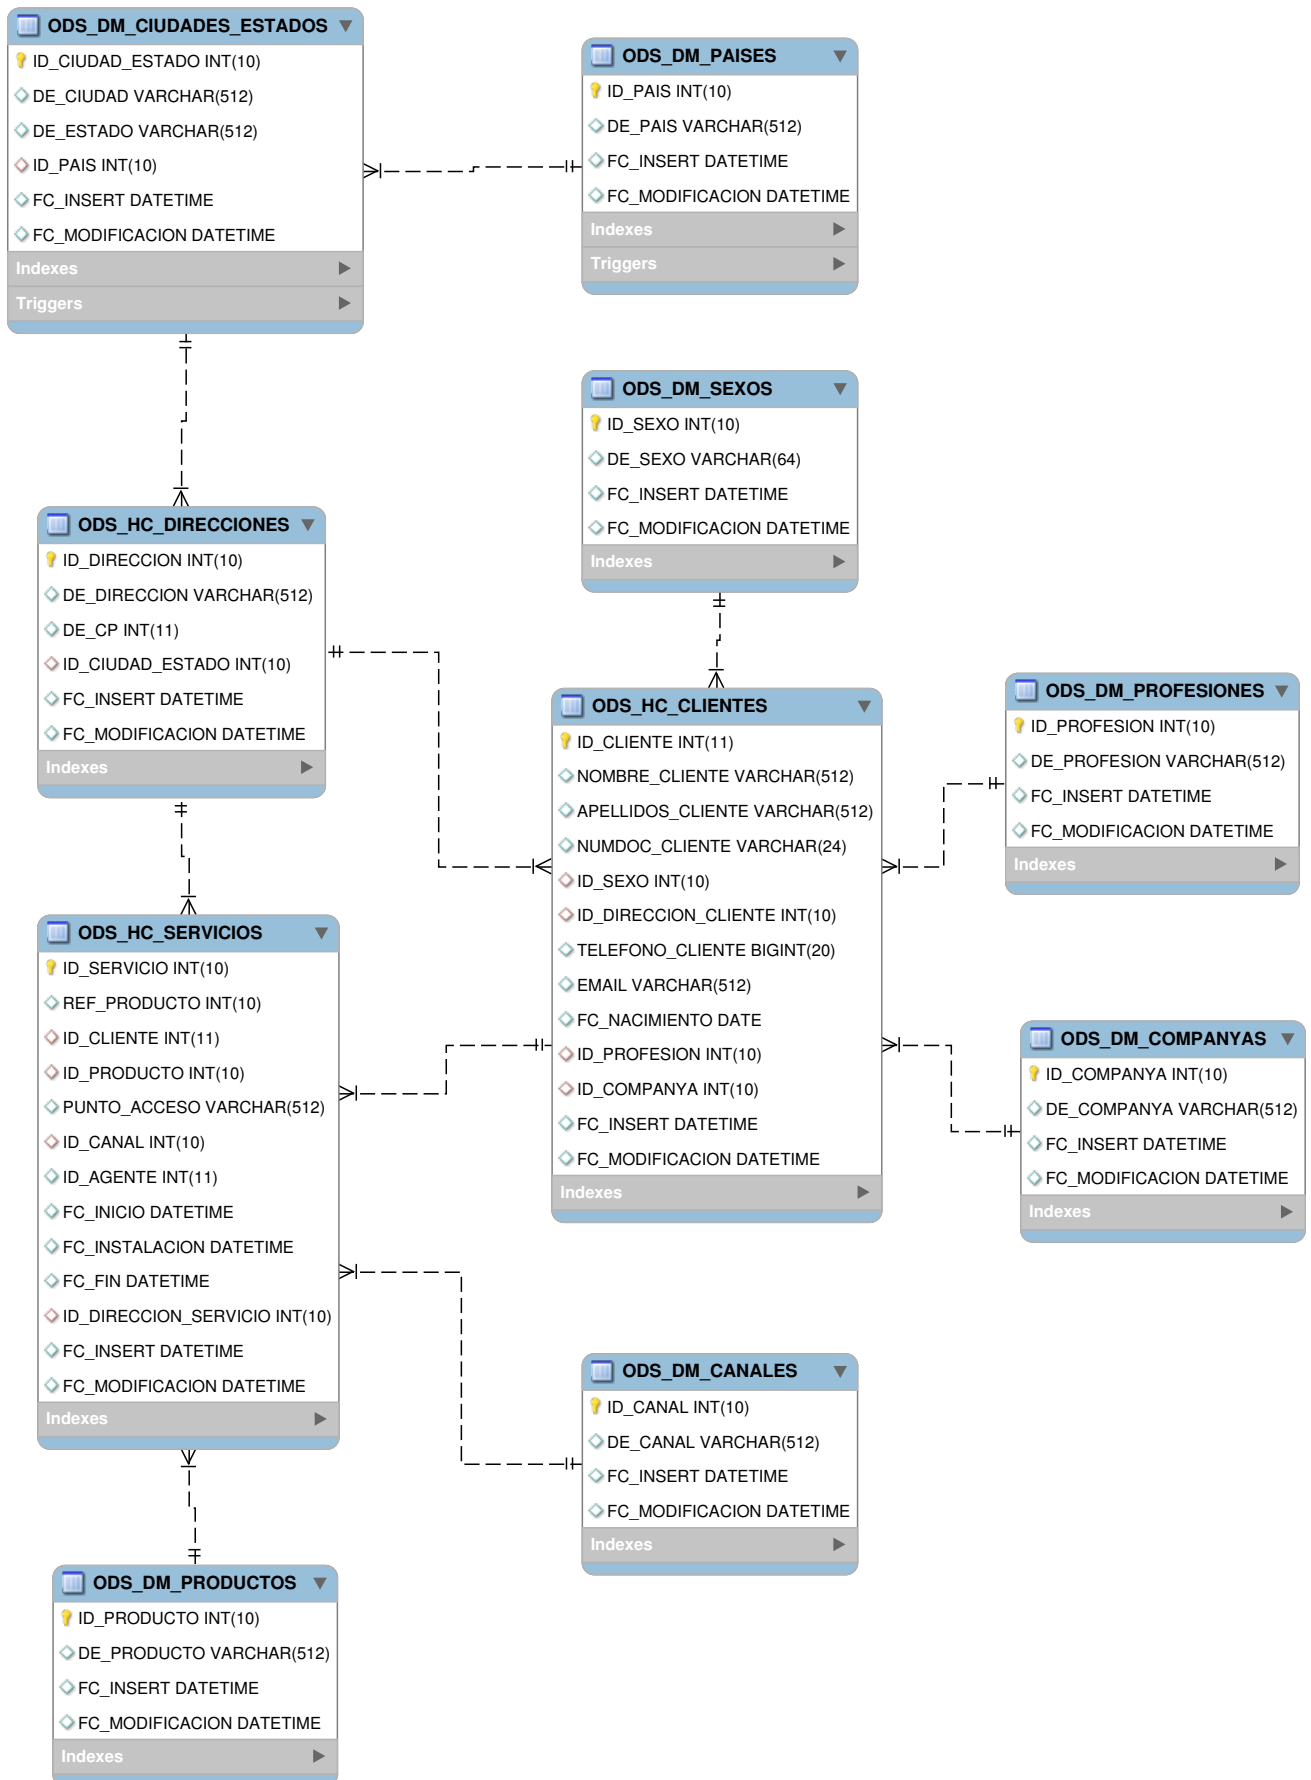 ODS_DM_CIUDADES_ESTADOS
ID_CIUDAD_ESTADO INT(10)
DE_CIUDAD VARCHAR(512)
DE_ESTADO VARCHAR(512)
ID_PAIS INT(10)
FC_INSERT DATETIME
FC_MODIFICACION DATETIME
Indexes
Triggers
ODS_DM_PAISES
ID_PAIS INT(10)
DE_PAIS VARCHAR(512)
FC_INSERT DATETIME
FC_MODIFICACION DATETIME
Indexes
Triggers
ODS_DM_SEXOS
ID_SEXO INT(10)
DE_SEXO VARCHAR(64)
FC_INSERT DATETIME
FC_MODIFICACION DATETIME
Indexes
ODS_HC_DIRECCIONES
ID_DIRECCION INT(10)
DE_DIRECCION VARCHAR(512)
DE_CP INT(11)
ID_CIUDAD_ESTADO INT(10)
FC_INSERT DATETIME
FC_MODIFICACION DATETIME
Indexes
ODS_HC_CLIENTES
ID_CLIENTE INT(11)
NOMBRE_CLIENTE VARCHAR(512)
APELLIDOS_CLIENTE VARCHAR(512)
NUMDOC_CLIENTE VARCHAR(24)
ID_SEXO INT(10)
ID_DIRECCION_CLIENTE INT(10)
TELEFONO_CLIENTE BIGINT(20)
EMAIL VARCHAR(512)
FC_NACIMIENTO DATE
ID_PROFESION INT(10)
ID_COMPANYA INT(10)
FC_INSERT DATETIME
FC_MODIFICACION DATETIME
Indexes
ODS_DM_PROFESIONES
ID_PROFESION INT(10)
DE_PROFESION VARCHAR(512)
FC_INSERT DATETIME
FC_MODIFICACION DATETIME
Indexes
ODS_HC_SERVICIOS
ID_SERVICIO INT(10)
REF_PRODUCTO INT(10)
ID_CLIENTE INT(11)
ID_PRODUCTO INT(10)
PUNTO_ACCESO VARCHAR(512)
ID_CANAL INT(10)
ID_AGENTE INT(11)
FC_INICIO DATETIME
FC_INSTALACION DATETIME
FC_FIN DATETIME
ID_DIRECCION_SERVICIO INT(10)
FC_INSERT DATETIME
FC_MODIFICACION DATETIME
Indexes
ODS_DM_COMPANYAS
ID_COMPANYA INT(10)
DE_COMPANYA VARCHAR(512)
FC_INSERT DATETIME
FC_MODIFICACION DATETIME
Indexes
ODS_DM_CANALES
ID_CANAL INT(10)
DE_CANAL VARCHAR(512)
FC_INSERT DATETIME
FC_MODIFICACION DATETIME
Indexes
ODS_DM_PRODUCTOS
ID_PRODUCTO INT(10)
DE_PRODUCTO VARCHAR(512)
FC_INSERT DATETIME
FC_MODIFICACION DATETIME
Indexes